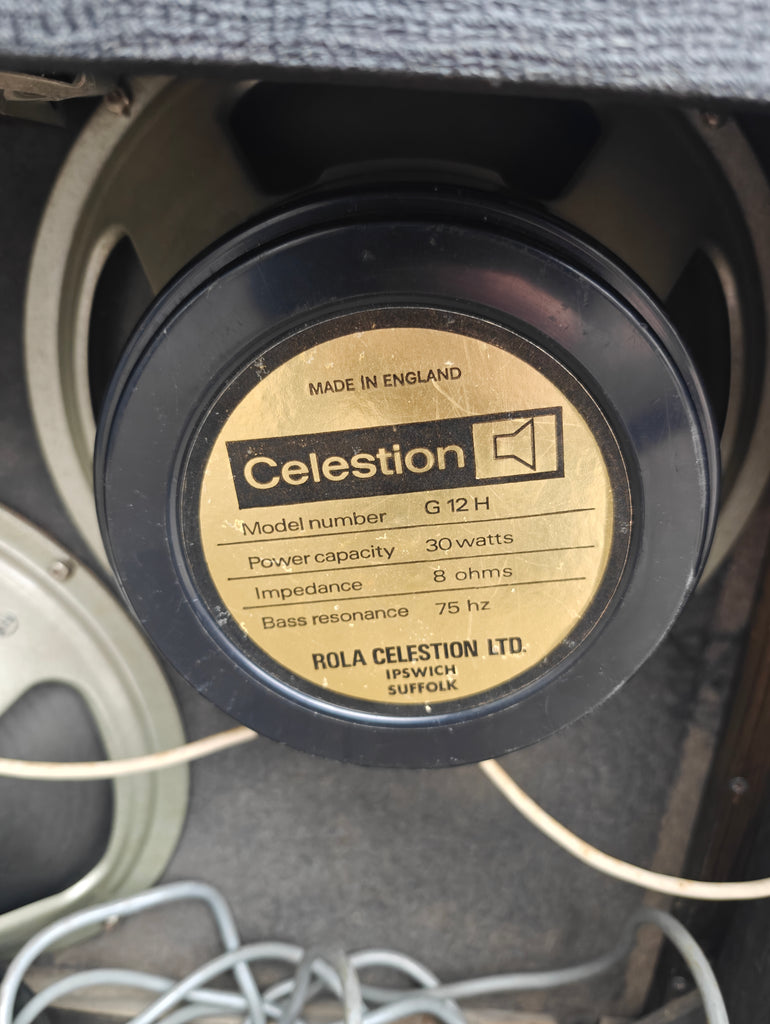 MADE IN ENGLAND
Celestion
Model number G 12 H
Power capacity 30 watts
Impedance 8 ohms
Bass resonance 75 hz
ROLA CELESTION LTD.
IPSWICH
SUFFOLK